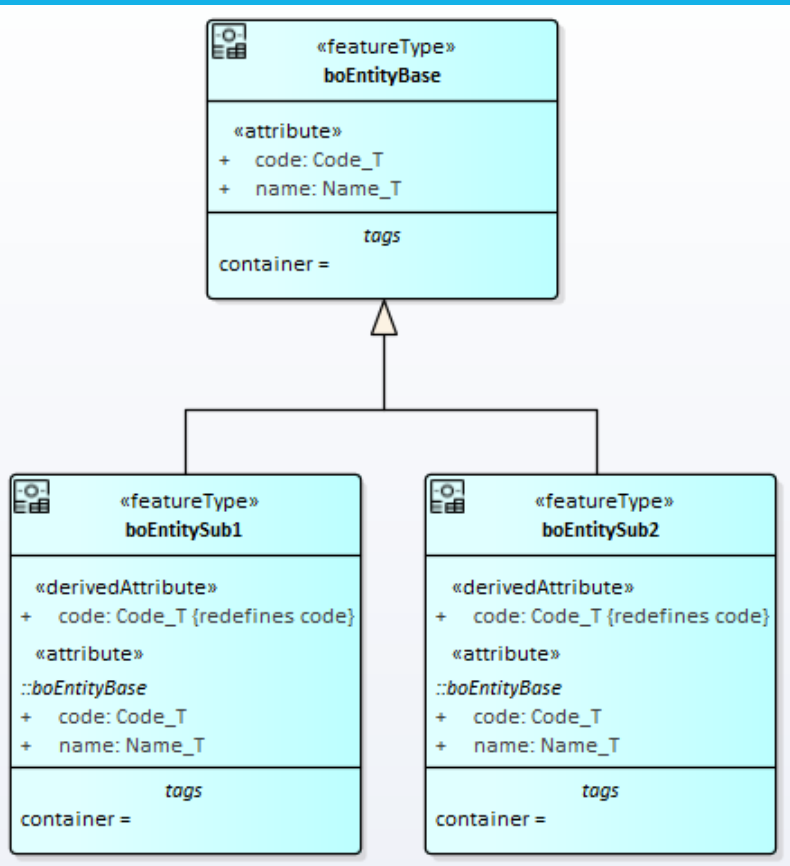 «featureType»
boEntityBase
«attribute»
+ code: Code_T
+ name: Name_T
tags
container =
«featureType»
boEntitySub1
«derivedAttribute»
+ code: Code_T {redefines code}
«attribute»
::boEntityBase
+ code: Code_T
+ name: Name_T
tags
container =
«featureType»
boEntitySub2
«derivedAttribute»
+ code: Code_T {redefines code}
«attribute»
::boEntityBase
+ code: Code_T
+ name: Name_T
tags
container =